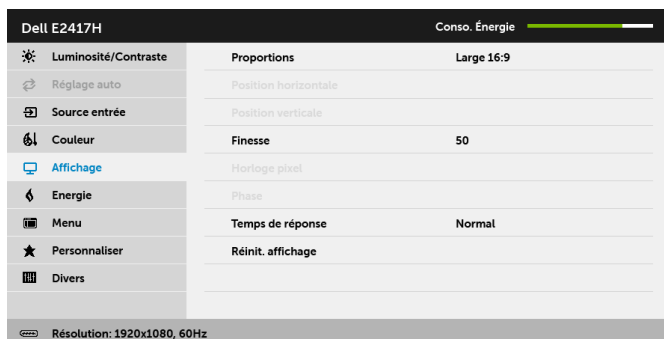 Dell E2417H Conso. Énergie
Luminosité/Contraste Proportions Large 16:9
Réglage auto Position horizontale
Source entrée Position verticale
Couleur Finesse 50
Affichage Horloge pixel
Energie Phase
Menu Temps de réponse Normal
Personnaliser Réinit. affichage
Divers
Résolution: 1920x1080, 60Hz